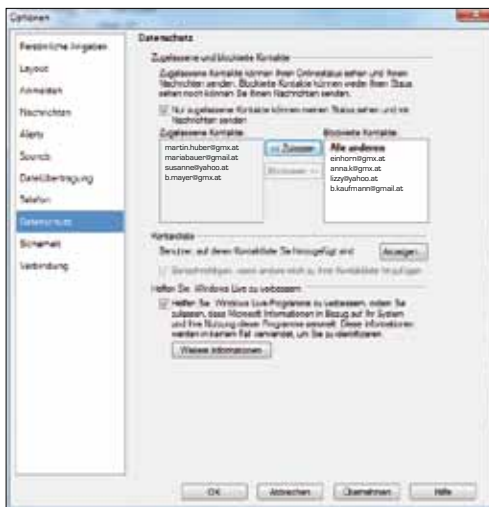 Optionen
Persönliche Angaben
Layout
Anmelden
Nachrichten
Alerts
Sounds
Dateiübertragung
Telefon
Datenschutz
Sicherheit
Verbindung
Datenschutz
Zugelassene und blockierte Kontakte
Zugelassene Kontakte können Ihren Onlinestatus sehen und Ihnen
Nachrichten senden. Blockierte Kontakte können weder Ihren Status
sehen noch können Sie Ihnen Nachrichten senden.
Nur zugelassene Kontakte können meinen Status sehen und mir
Nachrichten senden
Zugelassene Kontakte:
martin.huber@gmx.at
mariabauer@gmail.at
susanne@yahoo.at
b.mayer@gmx.at
<< Zulassen
Blockieren >>
Blockierte Kontakte:
Alle anderen
einhorn@gmx.at
anna.k@gmx.at
lizzy@yahoo.at
b.kaufmann@gmail.at
Kontaktliste
Benutzer, auf deren Kontaktliste Sie hinzugefügt sind
Anzeigen...
Benachrichtigen, wenn andere mich zu ihrer Kontaktliste hinzufügen
Helfen Sie, Windows Live zu verbessern
Helfen Sie, Windows Live-Programme zu verbessern, indem Sie
zulassen, dass Microsoft Informationen in Bezug auf Ihr System
und Ihre Nutzung dieser Programme sammelt. Diese Informationen
werden in keinem Fall verwendet, um Sie zu identifizieren.
Weitere Informationen
OK
Abbrechen
Übernehmen
Hilfe